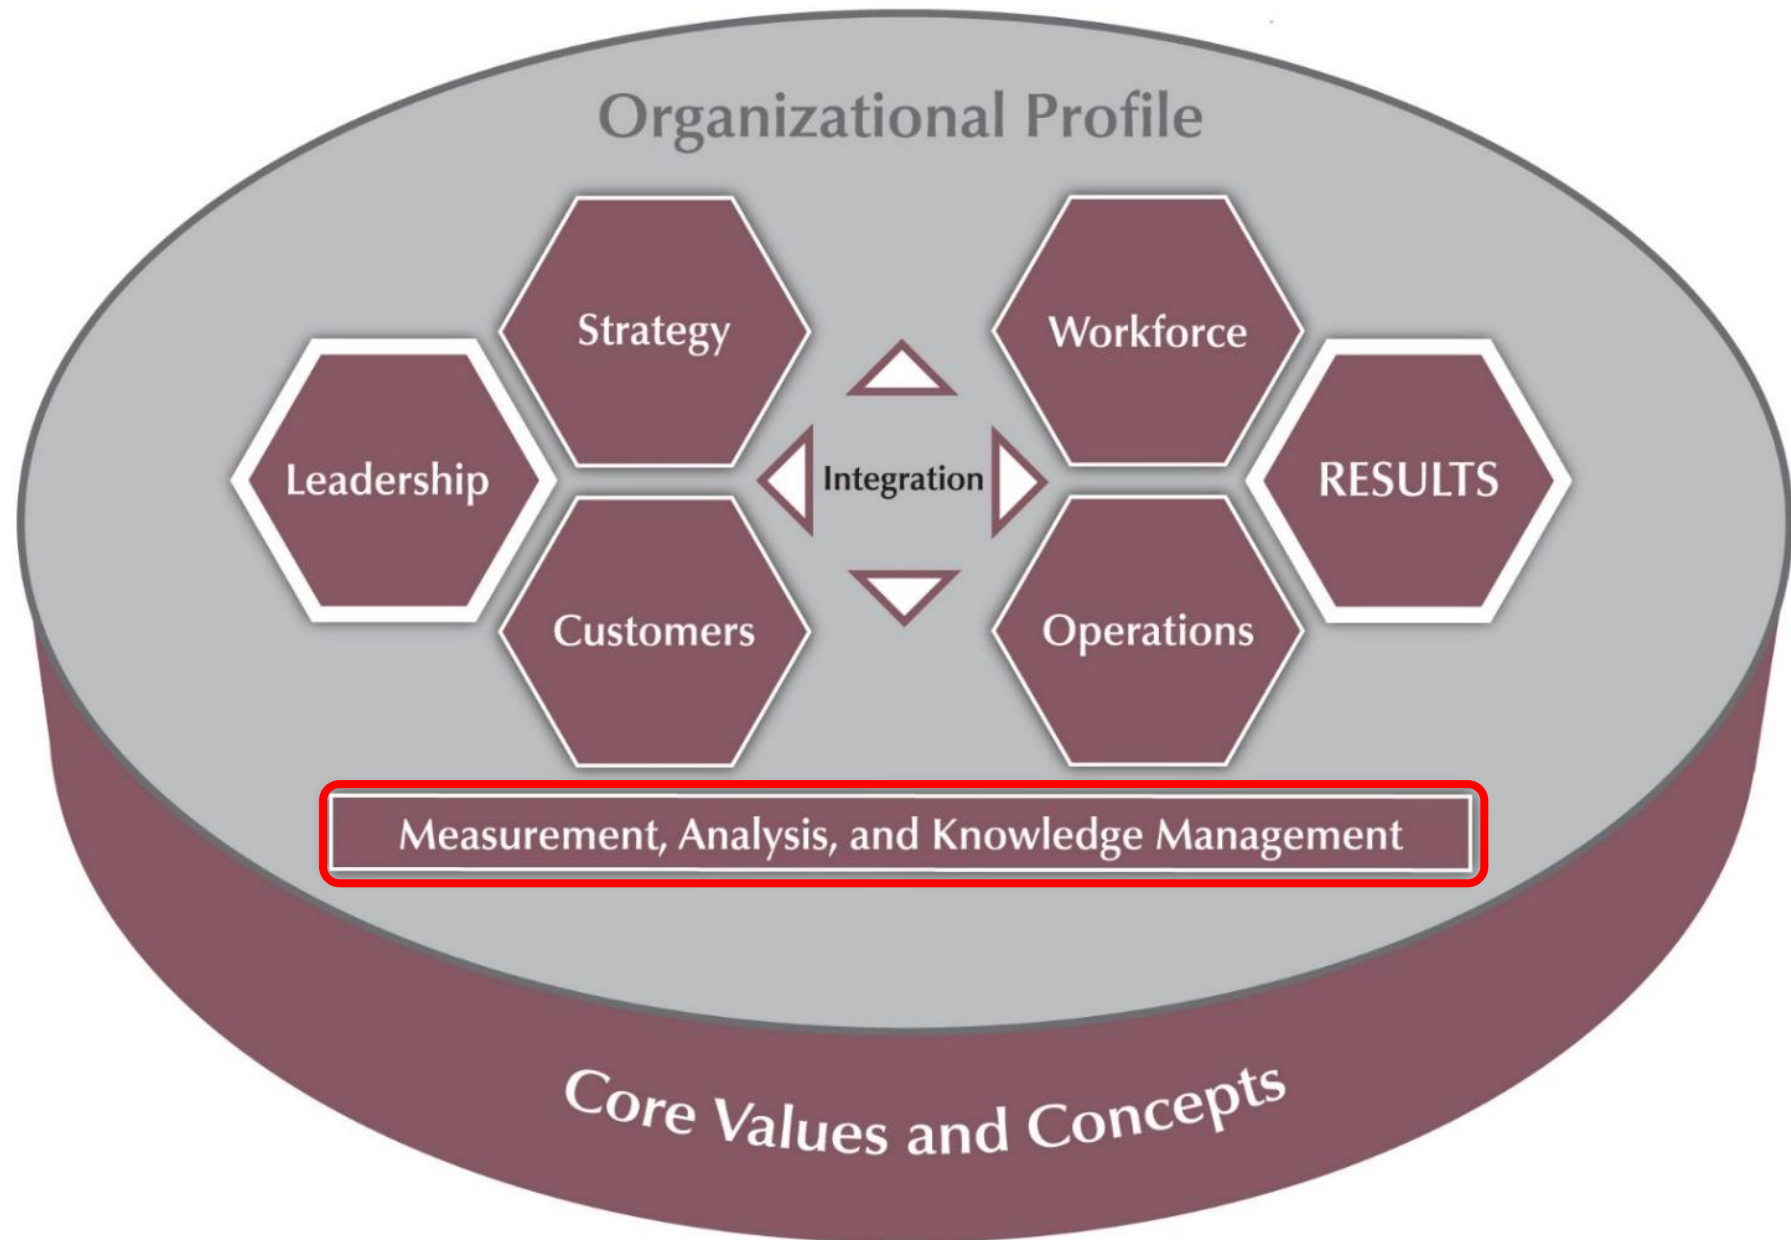 Organizational Profile
Strategy
Workforce
Leadership
Integration
RESULTS
Customers
Operations
Measurement, Analysis, and Knowledge Management
Core Values and Concepts